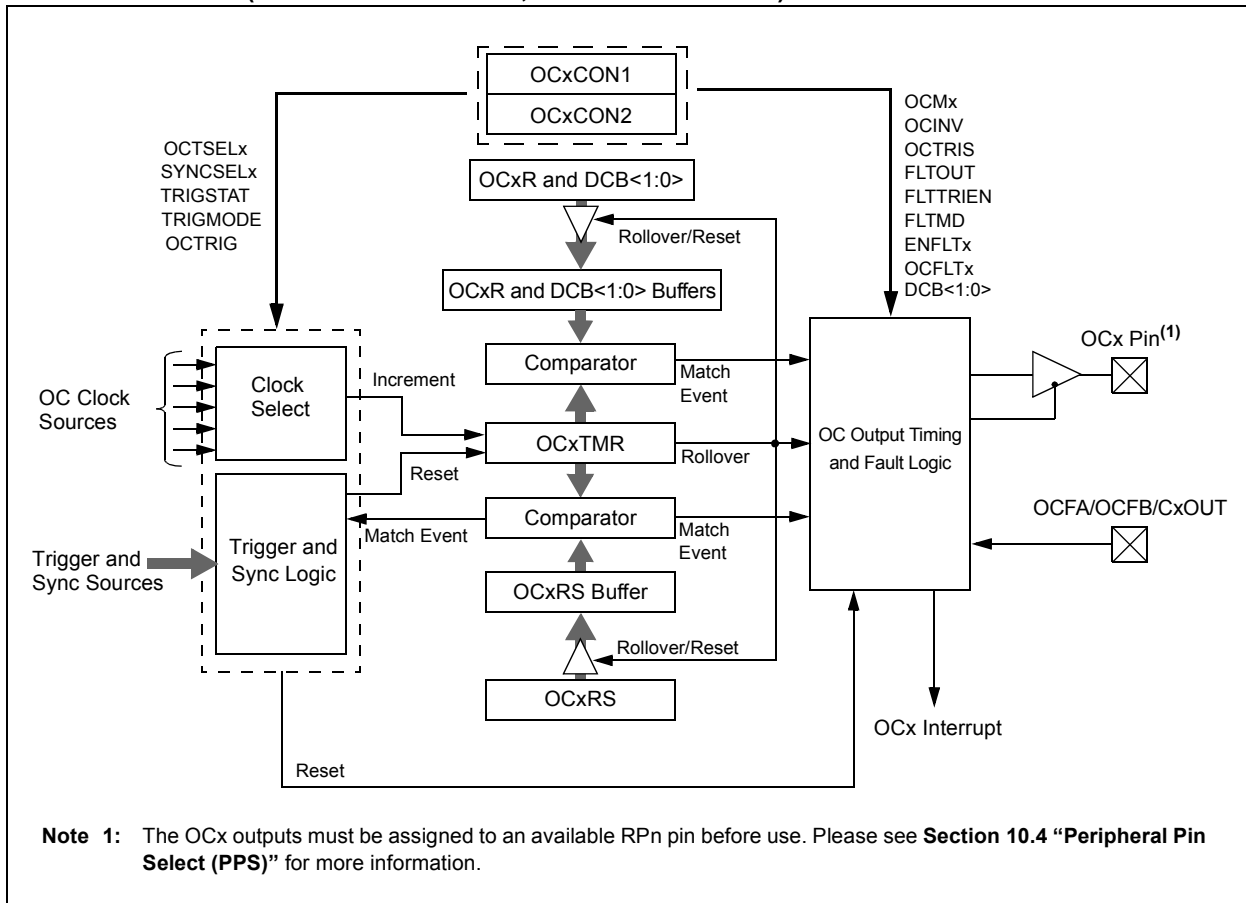 OCxCON1
OCxCON2
OCTSELx
SYNCSELx
TRIGSTAT
TRIGMODE
OCTRIG
OCMx
OCINV
OCTRIS
FLTOUT
FLTTRIEN
FLTMD
ENFLTx
OCFLTx
DCB<1:0>
OCxR and DCB<1:0>
Rollover/Reset
OCxR and DCB<1:0> Buffers
OC Clock
Sources
Clock
Select
Increment
Comparator
Match
Event
OCxTMR
Rollover
Reset
Comparator
Match Event
Match
Event
Trigger and
Sync Sources
Trigger and
Sync Logic
OCxRS Buffer
Rollover/Reset
OCxRS
OC Output Timing
and Fault Logic
OCx Pin(1)
OCFA/OCFB/CxOUT
OCx Interrupt
Reset
Note 1: The OCx outputs must be assigned to an available RPn pin before use. Please see Section 10.4 “Peripheral Pin
Select (PPS)” for more information.